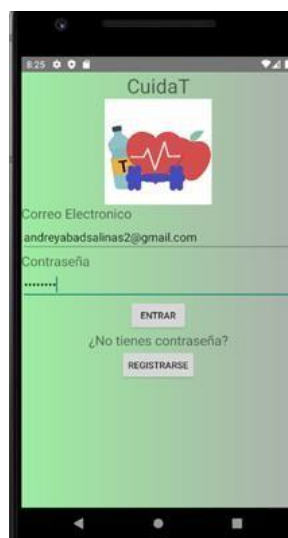 8:25
CuidaT
T
Correo Electronico
andreyabadsalinas2@gmail.com
Contraseña
••••••••
ENTRAR
¿No tienes contraseña?
REGISTRARSE